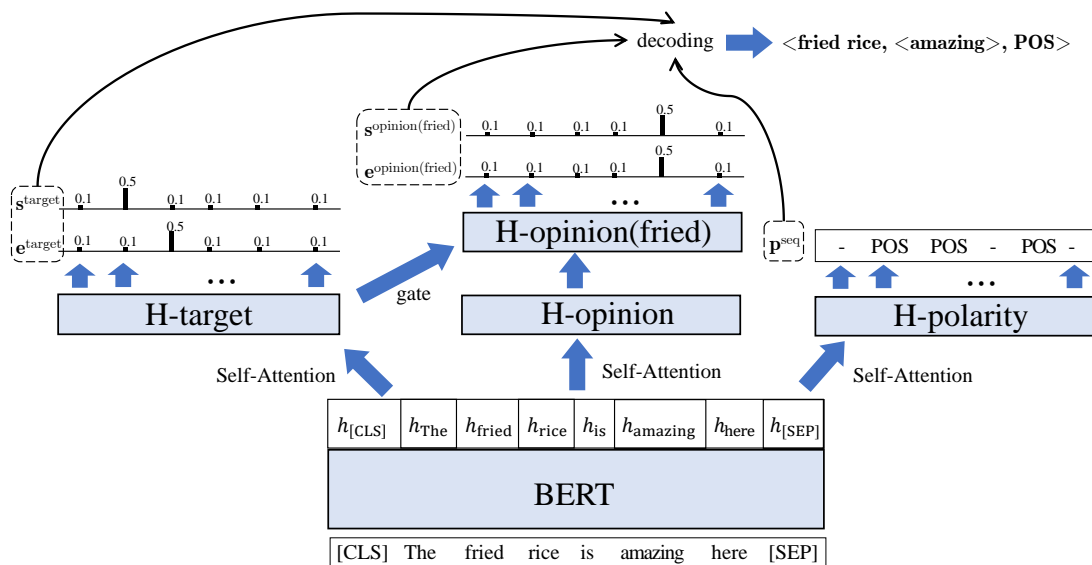 decoding <fried rice, <amazing>, POS>
s^opinion(fried) 0.1 0.1 0.1 0.1 0.5 0.1
e^opinion(fried) 0.1 0.1 0.1 0.1 0.5 0.1
s^target 0.1 0.5 0.1 0.1 0.1 0.1
e^target 0.1 0.1 0.5 0.1 0.1 0.1
...
H-opinion(fried)
p^seq - POS POS - POS -
...
...
gate
H-target
H-opinion
H-polarity
Self-Attention
Self-Attention
Self-Attention
h[CLS] hThe hfried hrice his hamazing hhere h[SEP]
BERT
[CLS] The fried rice is amazing here [SEP]